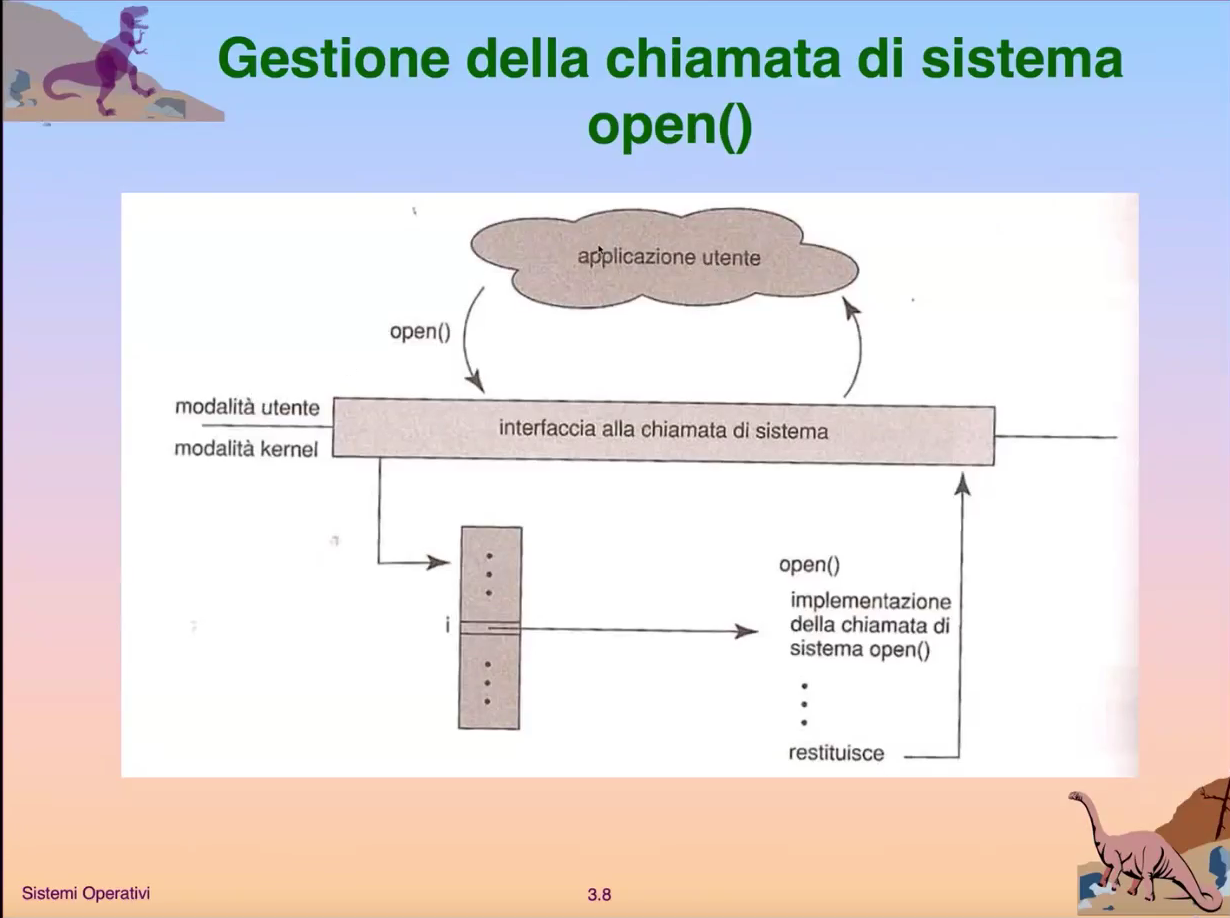 Gestione della chiamata di sistema
open()
applicazione utente
open()
modalità utente
interfaccia alla chiamata di sistema
modalità kernel
open()
implementazione
della chiamata di
sistema open()
i
restituisce
Sistemi Operativi
3.8